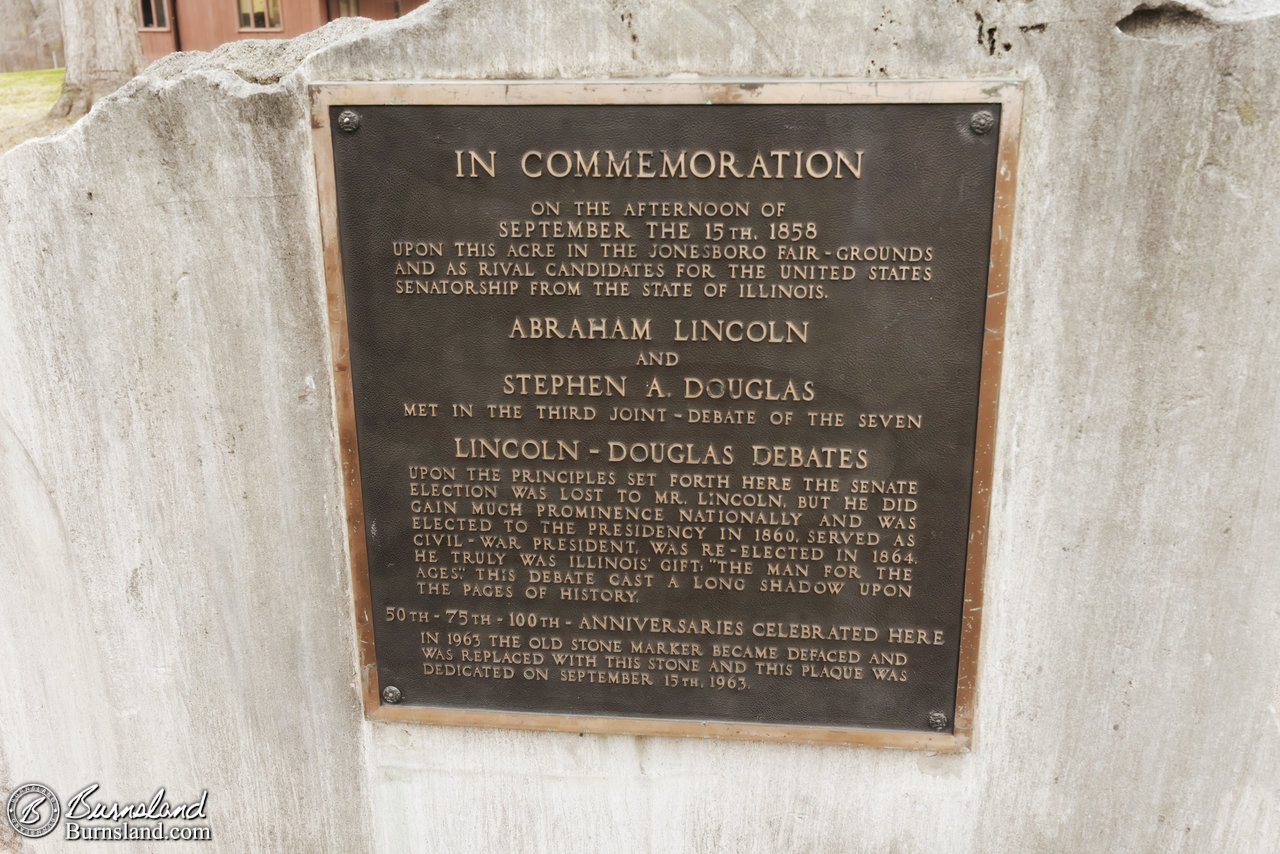 IN COMMEMORATION
ON THE AFTERNOON OF
SEPTEMBER THE 15TH, 1858
UPON THIS ACRE IN THE JONESBORO FAIR-GROUNDS
AND AS RIVAL CANDIDATES FOR THE UNITED STATES
SENATORSHIP FROM THE STATE OF ILLINOIS.
ABRAHAM LINCOLN
AND
STEPHEN A. DOUGLAS
MET IN THE THIRD JOINT-DEBATE OF THE SEVEN
LINCOLN-DOUGLAS DEBATES
UPON THE PRINCIPLES SET FORTH HERE THE SENATE
ELECTION WAS LOST TO MR. LINCOLN, BUT HE DID
GAIN MUCH PROMINENCE NATIONALLY AND WAS
ELECTED TO THE PRESIDENCY IN 1860, SERVED AS
CIVIL-WAR PRESIDENT, WAS RE-ELECTED IN 1864.
HE TRULY WAS ILLINOIS' GIFT; "THE MAN FOR THE
AGES." THIS DEBATE CAST A LONG SHADOW UPON
THE PAGES OF HISTORY.
50TH-75TH-100TH-ANNIVERSARIES CELEBRATED HERE
IN 1963 THE OLD STONE MARKER BECAME DEFACED AND
WAS REPLACED WITH THIS STONE AND THIS PLAQUE WAS
DEDICATED ON SEPTEMBER 15TH, 1963.
B Burnsland
Burnsland.com